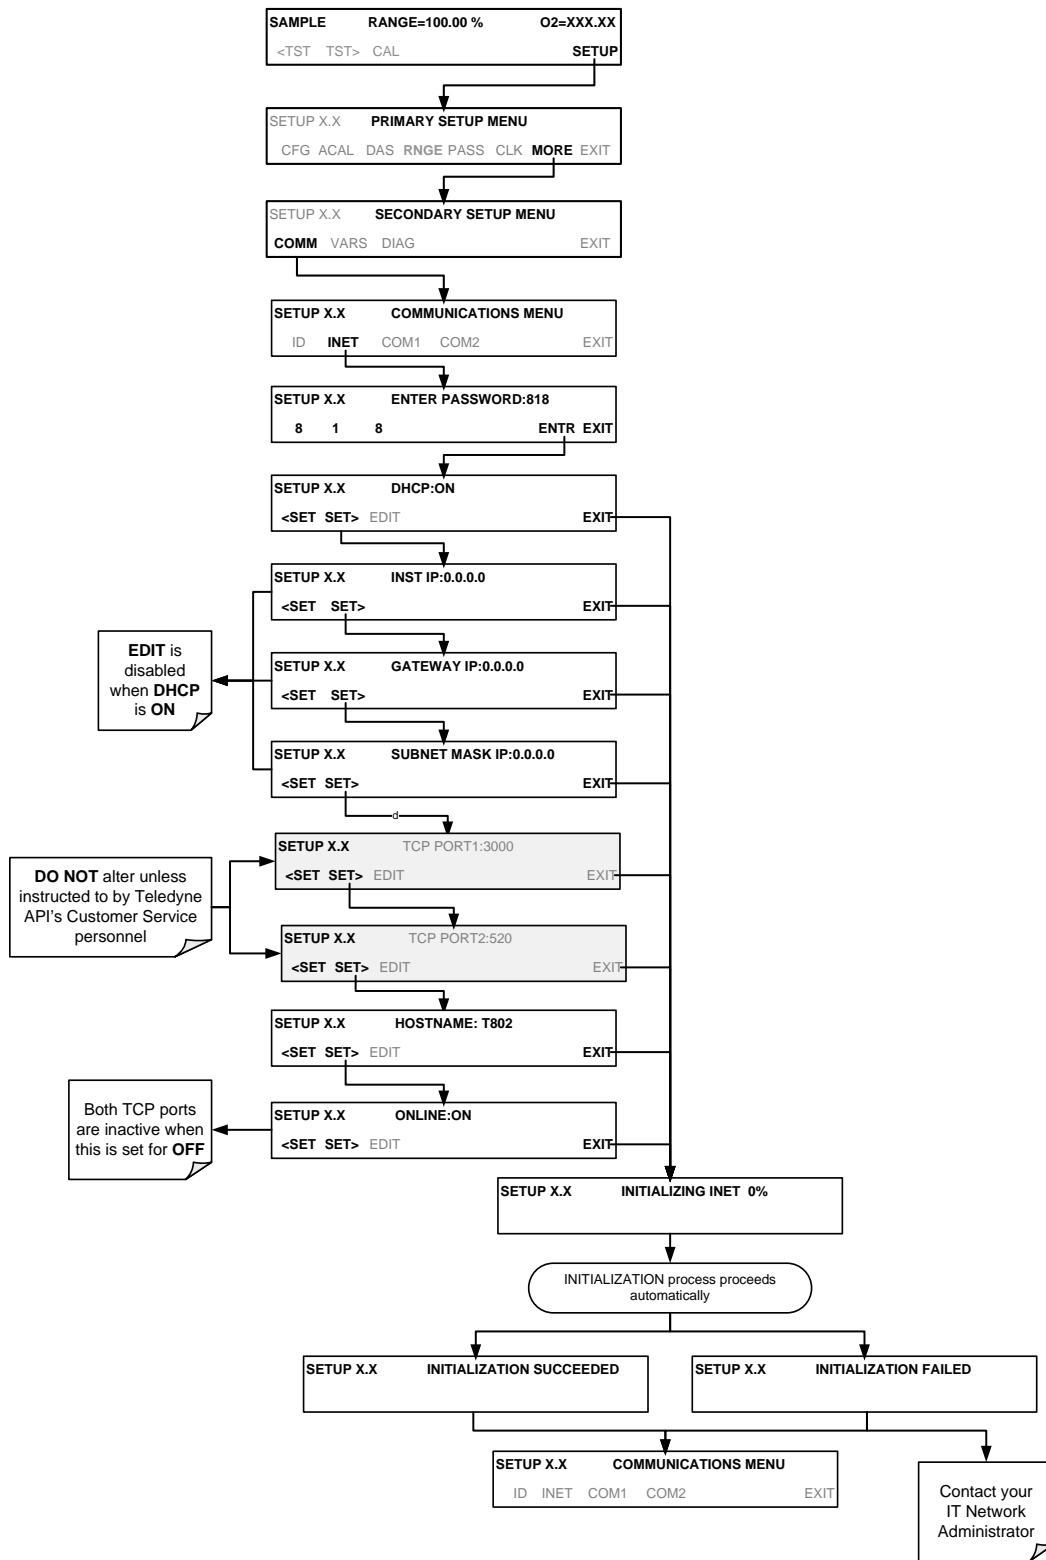 SAMPLE RANGE=100.00 % O2=XXX.XX
<TST TST> CAL SETUP
SETUP X.X PRIMARY SETUP MENU
CFG ACAL DAS RNGE PASS CLK MORE EXIT
SETUP X.X SECONDARY SETUP MENU
COMM VARS DIAG EXIT
SETUP X.X COMMUNICATIONS MENU
ID INET COM1 COM2 EXIT
SETUP X.X ENTER PASSWORD:818
8 1 8 ENTR EXIT
SETUP X.X DHCP:ON
<SET SET> EDIT EXIT
SETUP X.X INST IP:0.0.0.0
<SET SET> EXIT
EDIT is
disabled
when DHCP
is ON
SETUP X.X GATEWAY IP:0.0.0.0
<SET SET> EXIT
SETUP X.X SUBNET MASK IP:0.0.0.0
<SET SET> EXIT
d
SETUP X.X TCP PORT1:3000
<SET SET> EDIT EXIT
DO NOT alter unless
instructed to by Teledyne
API's Customer Service
personnel
SETUP X.X TCP PORT2:520
<SET SET> EDIT EXIT
SETUP X.X HOSTNAME: T802
<SET SET> EDIT EXIT
Both TCP ports
are inactive when
this is set for OFF
SETUP X.X ONLINE:ON
<SET SET> EDIT EXIT
SETUP X.X INITIALIZING INET 0%
INITIALIZATION process proceeds
automatically
SETUP X.X INITIALIZATION SUCCEEDED
SETUP X.X INITIALIZATION FAILED
SETUP X.X COMMUNICATIONS MENU
ID INET COM1 COM2 EXIT
Contact your
IT Network
Administrator